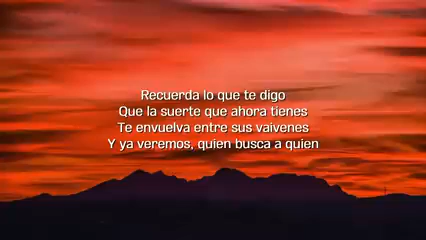 Recuerda lo que te digo
Que la suerte que ahora tienes
Te envuelva entre sus vaivenes
Y ya veremos, quien busca a quien